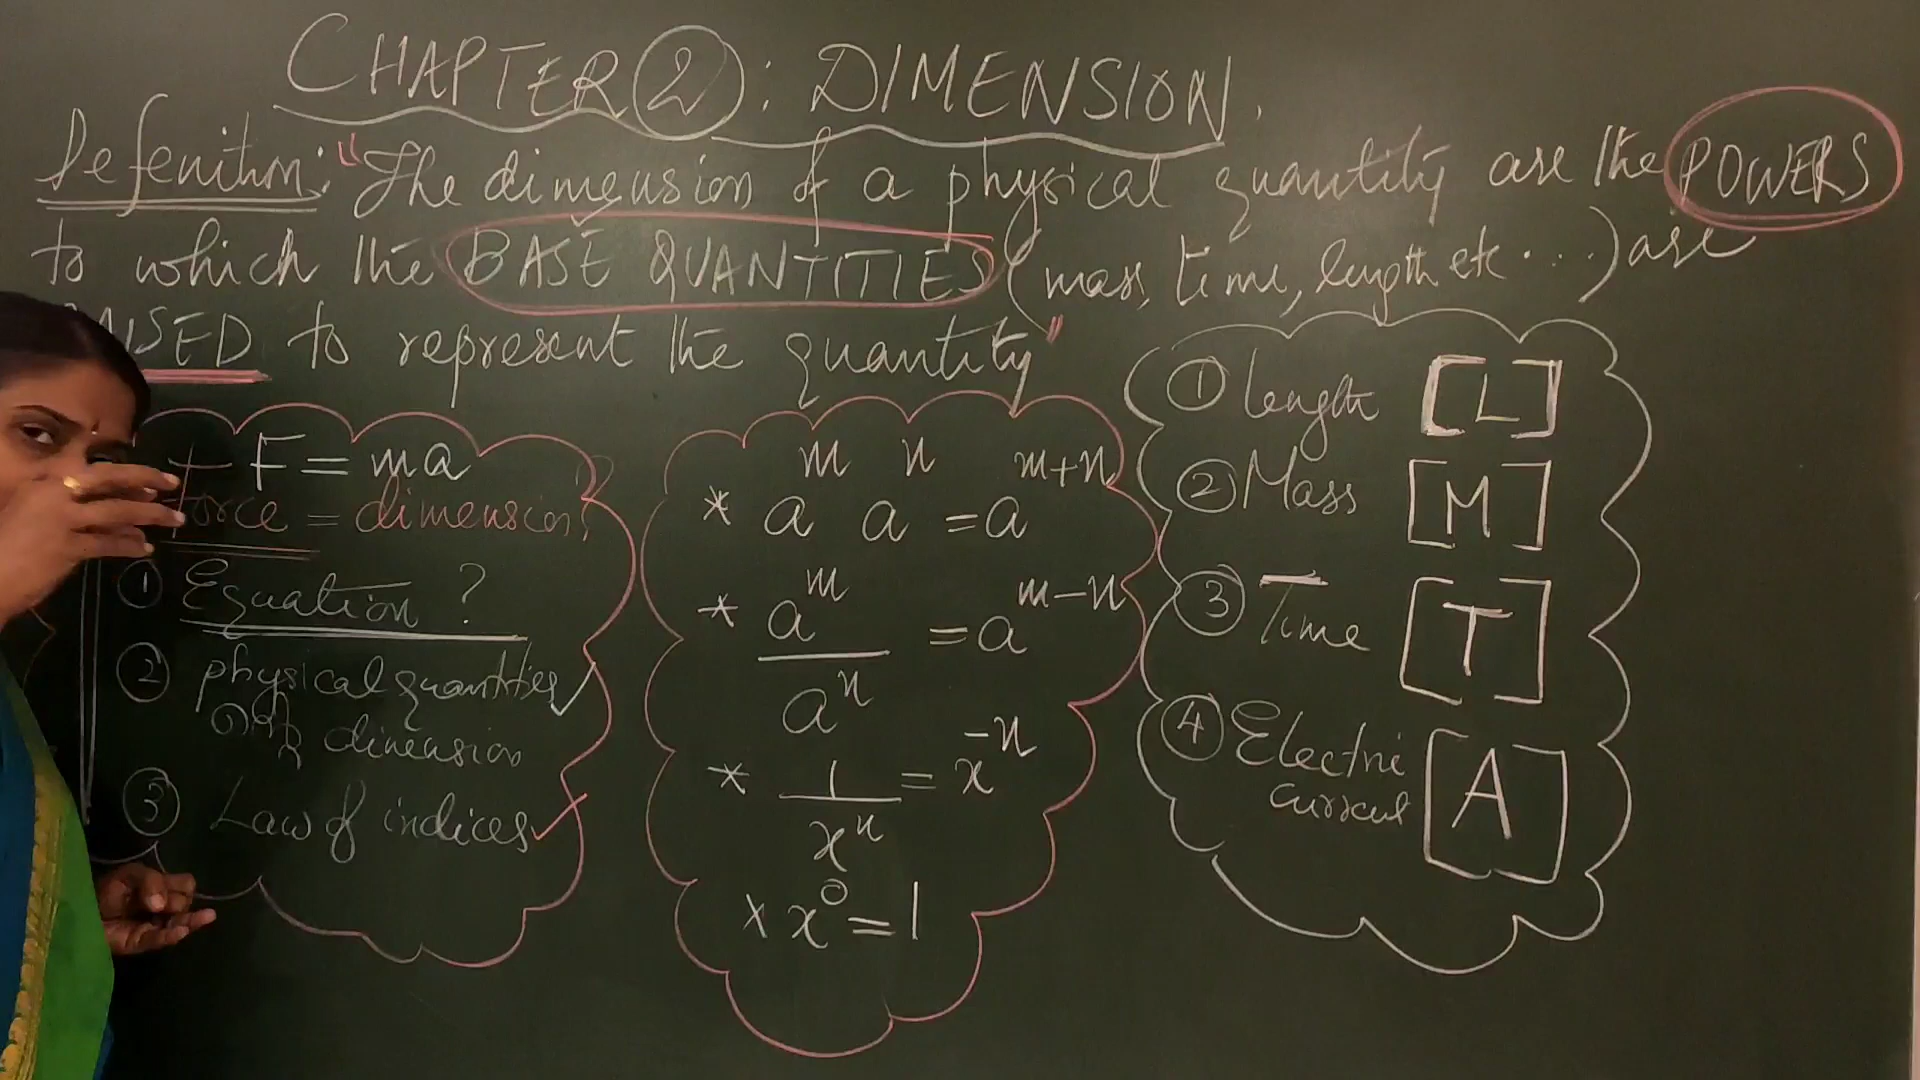 CHAPTER ② : DIMENSION.
Defenition: "The dimension of a physical quantity are the POWERS
to which the BASE QUANTITIES (mass, time, length etc....) are
RAISED to represent the quantity"
F = ma
force = dimension?
① Equation ?
② physical quantities ✓
dimension
③ Law of indices ✓
* a^m a^n = a^m+n
* a^m / a^n = a^m-n
* 1 / x^n = x^-n
* x^0 = 1
① length [L]
② Mass [M]
③ Time [T]
④ Electric
current [A]